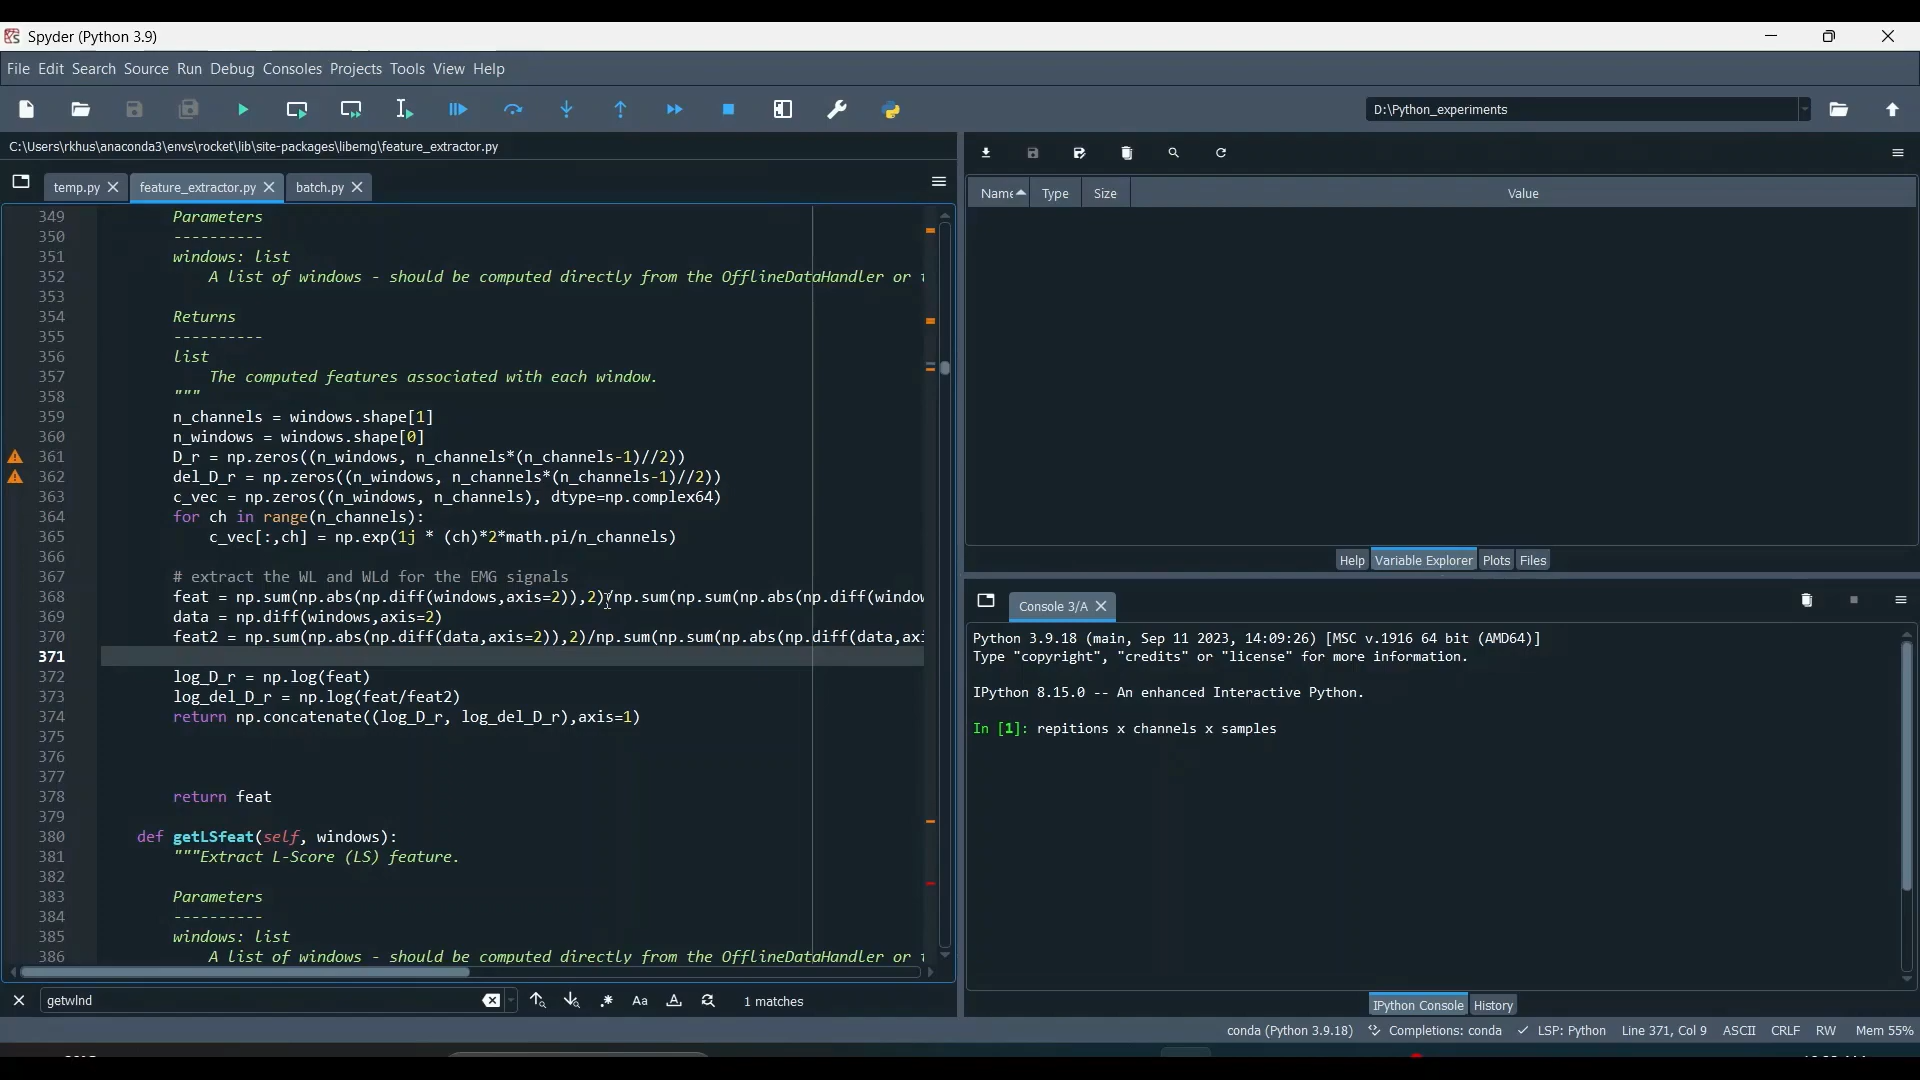 Spyder (Python 3.9)
File Edit Search Source Run Debug Consoles Projects Tools View Help
D:\Python_experiments
C:\Users\rkhus\anaconda3\envs\rocket\lib\site-packages\libemg\feature_extractor.py
temp.py feature_extractor.py batch.py
349 Parameters
350 ----------
351 windows: list
352 A list of windows - should be computed directly from the OfflineDataHandler or
353
354 Returns
355 ----------
356 list
357 The computed features associated with each window.
358 """
359 n_channels = windows.shape[1]
360 n_windows = windows.shape[0]
361 D_r = np.zeros((n_windows, n_channels*(n_channels-1)//2))
362 del_D_r = np.zeros((n_windows, n_channels*(n_channels-1)//2))
363 c_vec = np.zeros((n_windows, n_channels), dtype=np.complex64)
364 for ch in range(n_channels):
365 c_vec[:,ch] = np.exp(1j * (ch)*2*math.pi/n_channels)
366
367 # extract the WL and WLd for the EMG signals
368 feat = np.sum(np.abs(np.diff(windows,axis=2)),2)/np.sum(np.sum(np.abs(np.diff(window
369 data = np.diff(windows,axis=2)
370 feat2 = np.sum(np.abs(np.diff(data,axis=2)),2)/np.sum(np.sum(np.abs(np.diff(data,axi
371
372 log_D_r = np.log(feat)
373 log_del_D_r = np.log(feat/feat2)
374 return np.concatenate((log_D_r, log_del_D_r),axis=1)
375
376
377
378 return feat
379
380 def getLSfeat(self, windows):
381 """Extract L-Score (LS) feature.
382
383 Parameters
384 ----------
385 windows: list
386 A list of windows - should be computed directly from the OfflineDataHandler or
getwlnd
Aa
1 matches
Name Type Size Value
Help Variable Explorer Plots Files
Console 3/A
Python 3.9.18 (main, Sep 11 2023, 14:09:26) [MSC v.1916 64 bit (AMD64)]
Type "copyright", "credits" or "license" for more information.
IPython 8.15.0 -- An enhanced Interactive Python.
In [1]: repitions x channels x samples
IPython Console History
conda (Python 3.9.18) Completions: conda LSP: Python Line 371, Col 9 ASCII CRLF RW Mem 55%